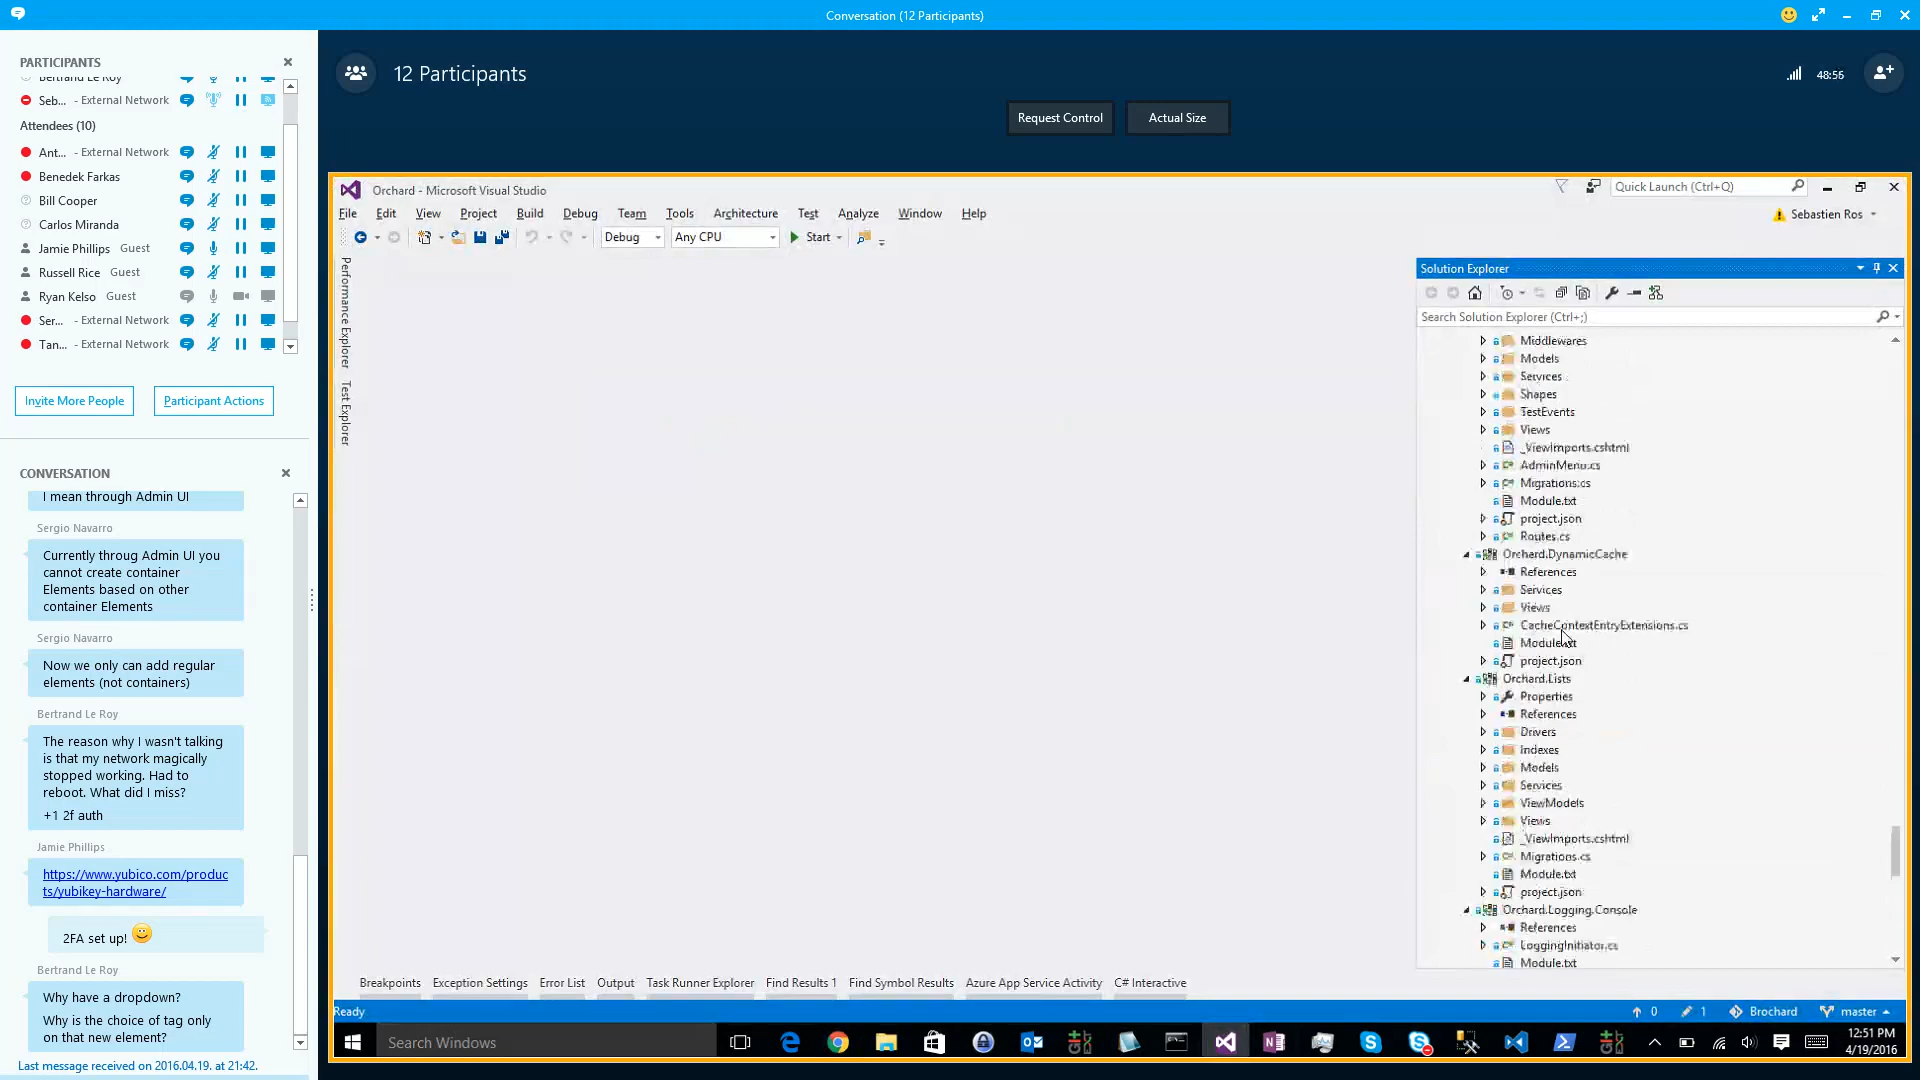 Conversation (12 Participants)
PARTICIPANTS
Bertrand Le Roy
Seb... - External Network
Attendees (10)
Ant... - External Network
Benedek Farkas
Bill Cooper
Carlos Miranda
Jamie Phillips Guest
Russell Rice Guest
Ryan Kelso Guest
Ser... - External Network
Tan... - External Network
Invite More People
Participant Actions
CONVERSATION
I mean through Admin UI
Sergio Navarro
Currently throug Admin UI you
cannot create container
Elements based on other
container Elements
Sergio Navarro
Now we only can add regular
elements (not containers)
Bertrand Le Roy
The reason why I wasn't talking
is that my network magically
stopped working. Had to
reboot. What did I miss?
+1 2f auth
Jamie Phillips
https://www.yubico.com/produc
ts/yubikey-hardware/
2FA set up!
Bertrand Le Roy
Why have a dropdown?
Why is the choice of tag only
on that new element?
Last message received on 2016.04.19. at 21:42.
12 Participants
48:56
Request Control
Actual Size
Orchard - Microsoft Visual Studio
Quick Launch (Ctrl+Q)
File Edit View Project Build Debug Team Tools Architecture Test Analyze Window Help
Sebastien Ros
Debug
Any CPU
Start
Performance Explorer
Test Explorer
Solution Explorer
Search Solution Explorer (Ctrl+;)
Middlewares
Models
Services
Shapes
TestEvents
Views
_ViewImports.cshtml
AdminMenu.cs
Migrations.cs
Module.txt
project.json
Routes.cs
Orchard.DynamicCache
References
Services
Views
CacheContextEntryExtensions.cs
Module.txt
project.json
Orchard.Lists
Properties
References
Drivers
Indexes
Models
Services
ViewModels
Views
_ViewImports.cshtml
Migrations.cs
Module.txt
project.json
Orchard.Logging.Console
References
LoggingInitiator.cs
Module.txt
Breakpoints Exception Settings Error List Output Task Runner Explorer Find Results 1 Find Symbol Results Azure App Service Activity C# Interactive
Ready
0
1
Brochard
master
Search Windows
12:51 PM
4/19/2016